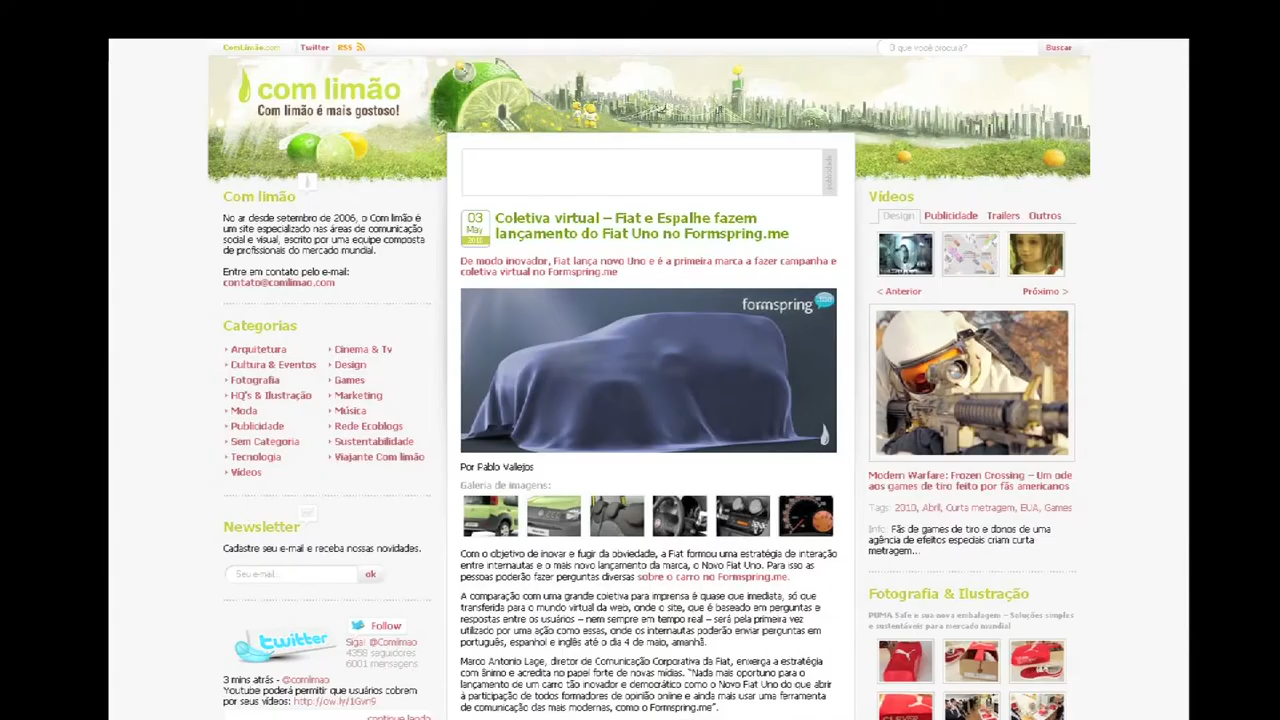 ComLimão.com
Twitter
RSS
O que você procura?
Buscar
com limão
Com limão é mais gostoso!
Com limão
No ar desde setembro de 2006, o Com limão é
um site especializado nas áreas de comunicação
social e visual, escrito por uma equipe composta
de profissionais do mercado mundial.
Entre em contato pelo e-mail:
contato@comlimao.com
Categorias
Arquitetura
Cinema & Tv
Cultura & Eventos
Design
Fotografia
Games
HQ's & Ilustração
Marketing
Moda
Música
Publicidade
Rede Ecoblogs
Sem Categoria
Sustentabilidade
Tecnologia
Viajante Com limão
Vídeos
Newsletter
Cadastre seu e-mail e receba nossas novidades.
Seu e-mail...
ok
twitter
Follow
Siga! @Comlimao
4358 seguidores
6001 mensagens
3 mins atrás - @comlimao
Youtube poderá permitir que usuários cobrem
por seus vídeos: http://ow.ly/1Gvr9
continue lendo
publicidade
03
May
2010
Coletiva virtual – Fiat e Espalhe fazem
lançamento do Fiat Uno no Formspring.me
De modo inovador, Fiat lança novo Uno e é a primeira marca a fazer campanha e
coletiva virtual no Formspring.me
formspring
Por Pablo Vallejos
Galeria de imagens:
Com o objetivo de inovar e fugir da obviedade, a Fiat formou uma estratégia de interação
entre internautas e o mais novo lançamento da marca, o Novo Fiat Uno. Para isso as
pessoas poderão fazer perguntas diversas sobre o carro no Formspring.me.
A comparação com uma grande coletiva para imprensa é quase que imediata, só que
transferida para o mundo virtual da web, onde o site, que é baseado em perguntas e
respostas entre os usuários – nem sempre em tempo real – será pela primeira vez
utilizado por uma ação como essas, onde os internautas poderão enviar perguntas em
português, espanhol e inglês até o dia 4 de maio, amanhã.
Marco Antonio Lage, diretor de Comunicação Corporativa da Fiat, enxerga a estratégia
com ânimo e acredita no papel forte de novas mídias. "Nada mais oportuno para o
lançamento de um carro tão inovador e democrático como o Novo Fiat Uno do que abrir
à participação de todos formadores de opinião online e ainda mais usar uma ferramenta
de comunicação das mais modernas, como o Formspring.me".
Vídeos
Design
Publicidade
Trailers
Outros
< Anterior
Próximo >
Modern Warfare: Frozen Crossing – Um ode
aos games de tiro feito por fãs americanos
Tags: 2010, Abril, Curta metragem, EUA, Games
Info: Fãs de games de tiro e donos de uma
agência de efeitos especiais criam curta
metragem...
Fotografia & Ilustração
PUMA Safe e sua nova embalagem – Soluções simples
e sustentáveis para mercado mundial
CLEVER